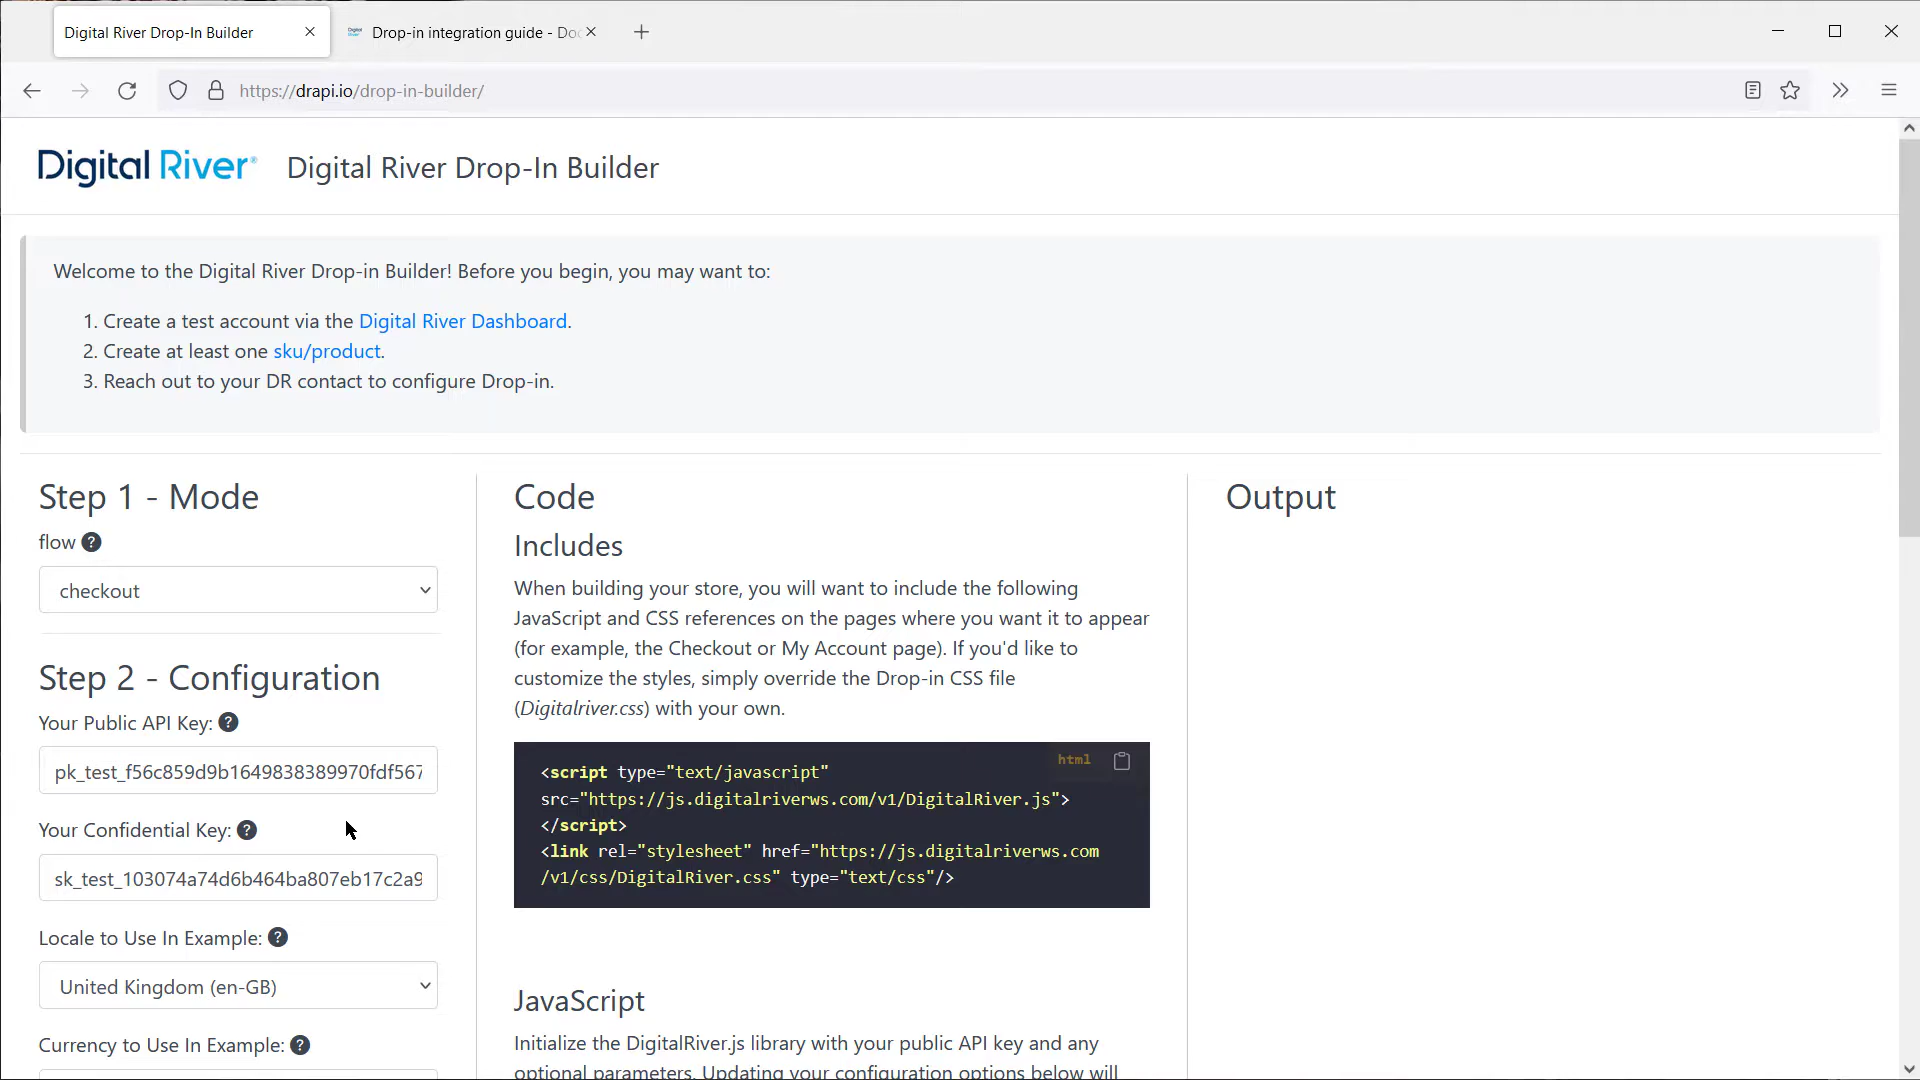 Digital River Drop-In Builder
Drop-in integration guide - Doc
https://drapi.io/drop-in-builder/
Digital River®
Digital River Drop-In Builder
Welcome to the Digital River Drop-in Builder! Before you begin, you may want to:
1. Create a test account via the Digital River Dashboard.
2. Create at least one sku/product.
3. Reach out to your DR contact to configure Drop-in.
Step 1 - Mode
flow ?
checkout
Step 2 - Configuration
Your Public API Key: ?
pk_test_f56c859d9b1649838389970fdf567
Your Confidential Key: ?
sk_test_103074a74d6b464ba807eb17c2a9
Locale to Use In Example: ?
United Kingdom (en-GB)
Currency to Use In Example: ?
Code
Includes
When building your store, you will want to include the following
JavaScript and CSS references on the pages where you want it to appear
(for example, the Checkout or My Account page). If you'd like to
customize the styles, simply override the Drop-in CSS file
(Digitalriver.css) with your own.
html
<script type="text/javascript"
src="https://js.digitalriverws.com/v1/DigitalRiver.js">
</script>
<link rel="stylesheet" href="https://js.digitalriverws.com
/v1/css/DigitalRiver.css" type="text/css"/>
JavaScript
Initialize the DigitalRiver.js library with your public API key and any
optional parameters. Updating your configuration options below will
Output